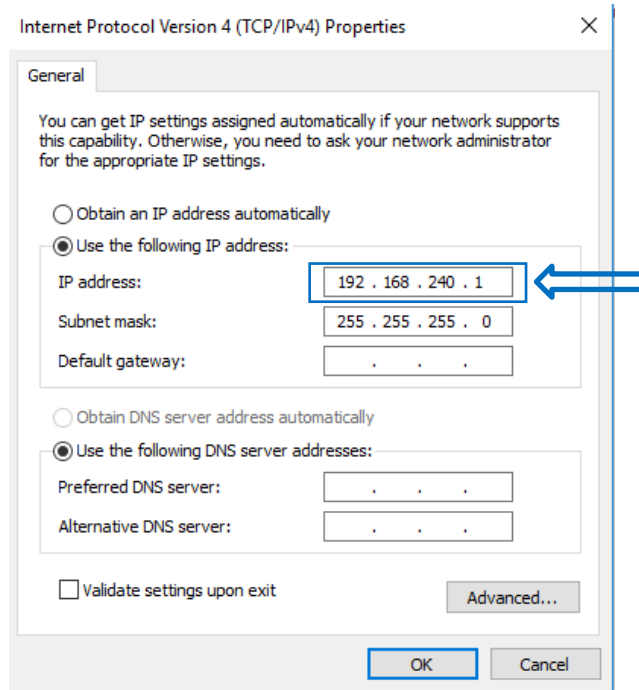 Internet Protocol Version 4 (TCP/IPv4) Properties
General
You can get IP settings assigned automatically if your network supports
this capability. Otherwise, you need to ask your network administrator
for the appropriate IP settings.
Obtain an IP address automatically
Use the following IP address:
IP address: 192 . 168 . 240 . 1
Subnet mask: 255 . 255 . 255 . 0
Default gateway: . . .
Obtain DNS server address automatically
Use the following DNS server addresses:
Preferred DNS server: . . .
Alternative DNS server: . . .
Validate settings upon exit
Advanced...
OK Cancel